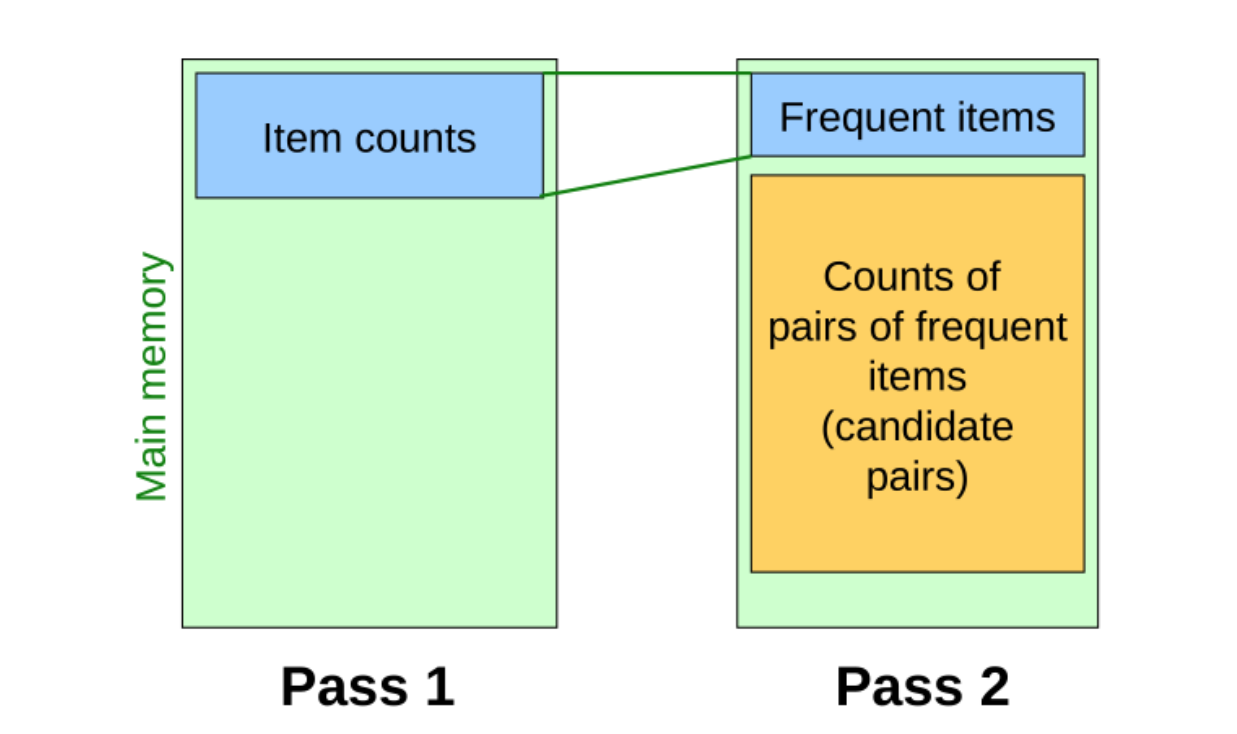 Main memory
Item counts
Frequent items
Counts of
pairs of frequent
items
(candidate
pairs)
Pass 1
Pass 2